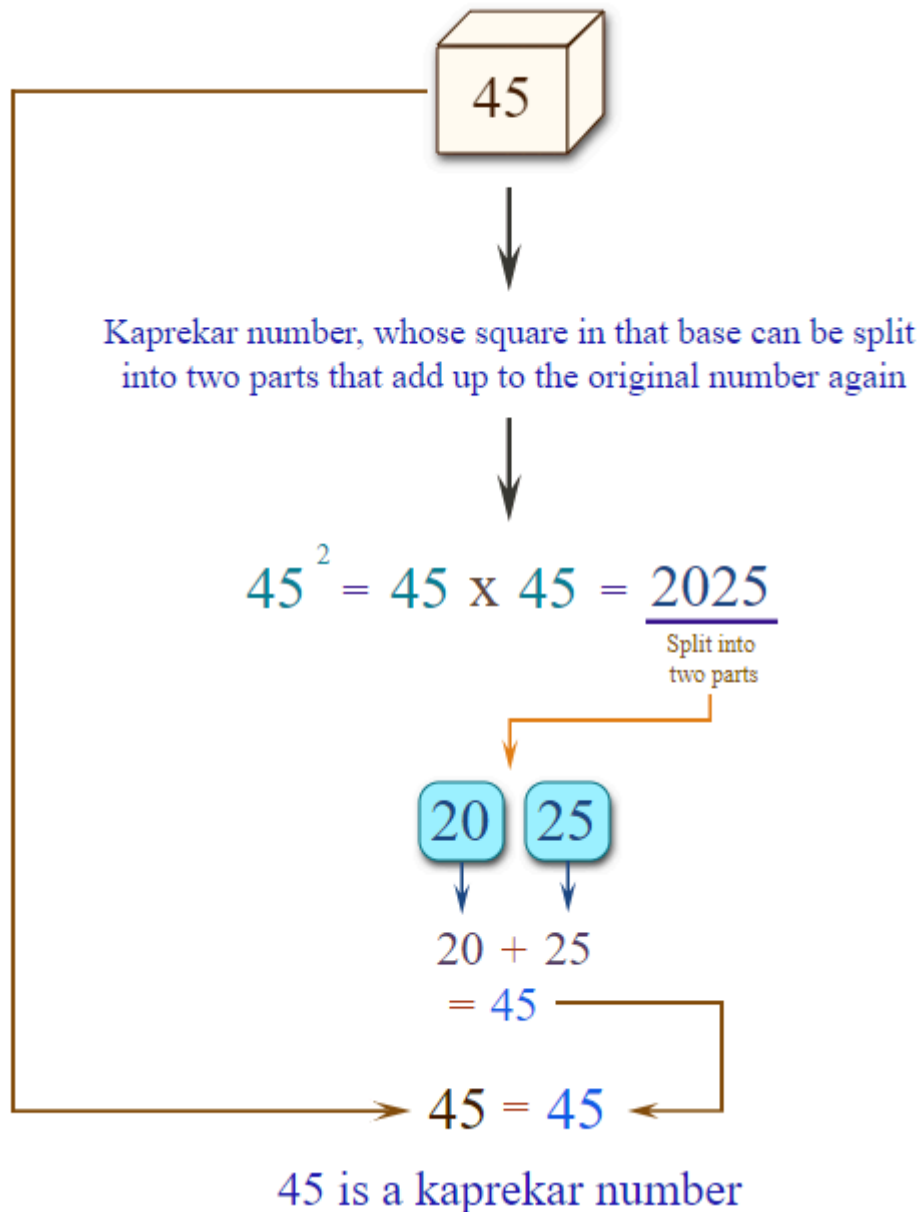 45
Kaprekar number, whose square in that base can be split
into two parts that add up to the original number again
45² = 45 x 45 = 2025
Split into
two parts
20 25
20 + 25
= 45
45 = 45
45 is a kaprekar number